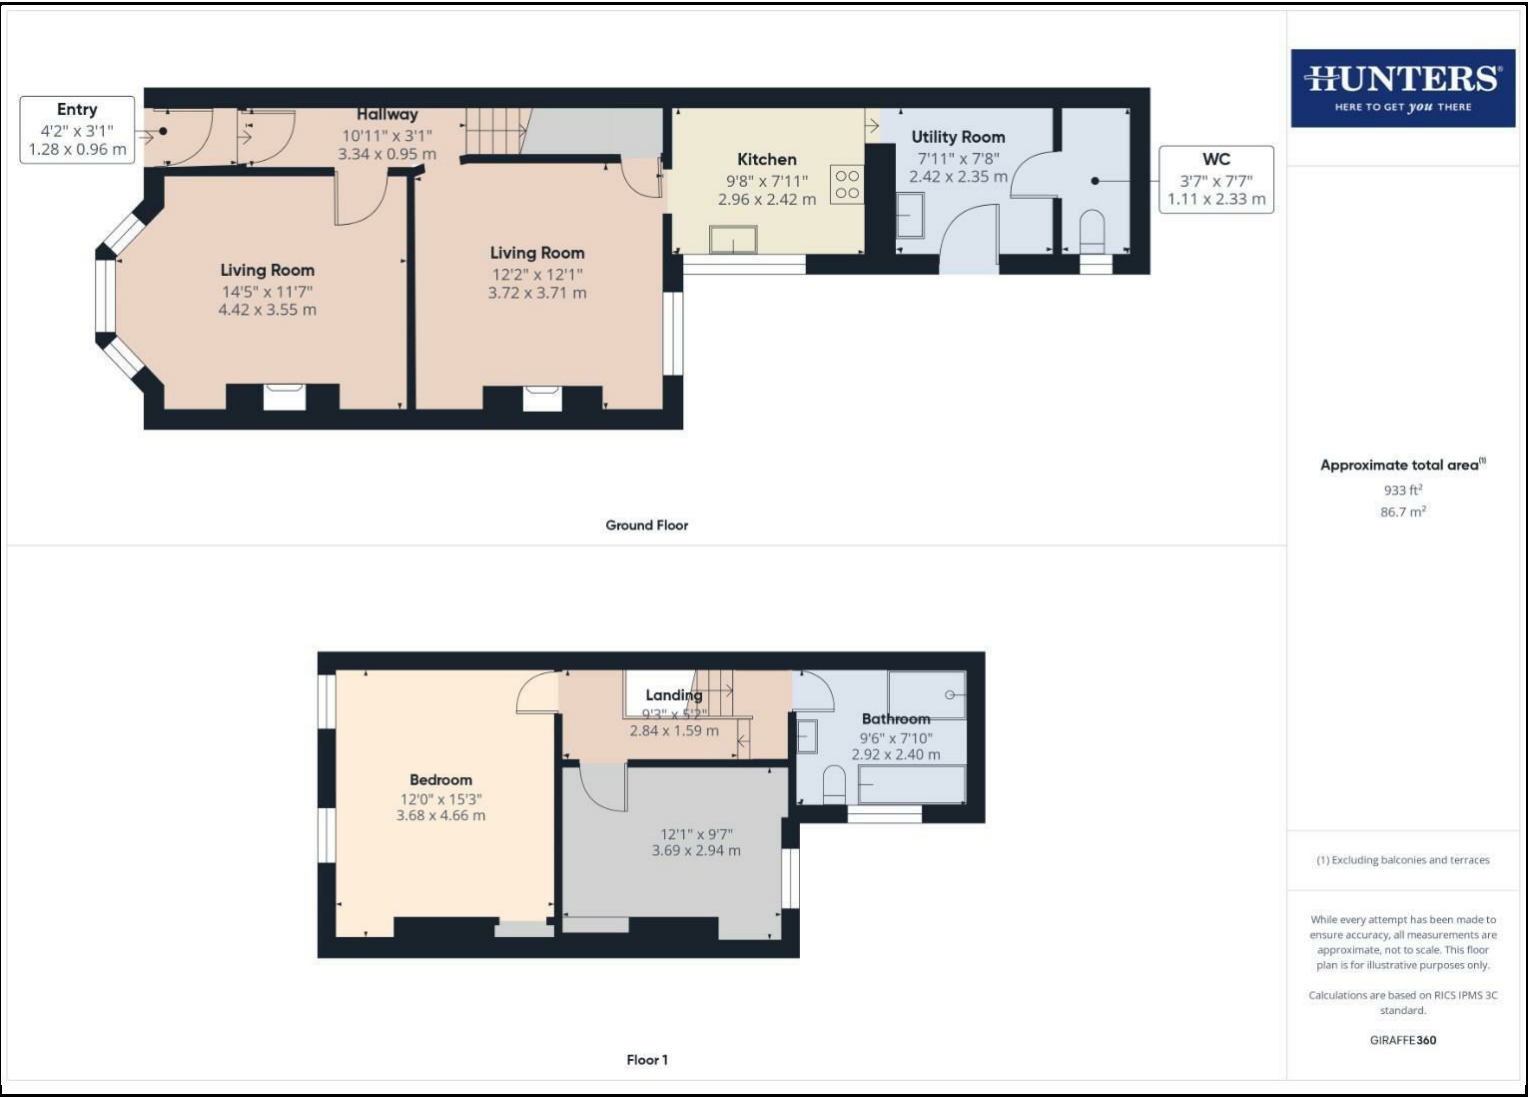 Entry
4'2" x 3'1"
1.28 x 0.96 m
Hallway
10'11" x 3'1"
3.34 x 0.95 m
Kitchen
9'8" x 7'11"
2.96 x 2.42 m
Utility Room
7'11" x 7'8"
2.42 x 2.35 m
WC
3'7" x 7'7"
1.11 x 2.33 m
Living Room
14'5" x 11'7"
4.42 x 3.55 m
Living Room
12'2" x 12'1"
3.72 x 3.71 m
Ground Floor
Landing
9'3" x 5'2"
2.84 x 1.59 m
Bathroom
9'6" x 7'10"
2.92 x 2.40 m
Bedroom
12'0" x 15'3"
3.68 x 4.66 m
12'1" x 9'7"
3.69 x 2.94 m
Floor 1
HUNTERS®
HERE TO GET you THERE
Approximate total area(1)
933 ft²
86.7 m²
(1) Excluding balconies and terraces
While every attempt has been made to
ensure accuracy, all measurements are
approximate, not to scale. This floor
plan is for illustrative purposes only.
Calculations are based on RICS IPMS 3C
standard.
GIRAFFE360